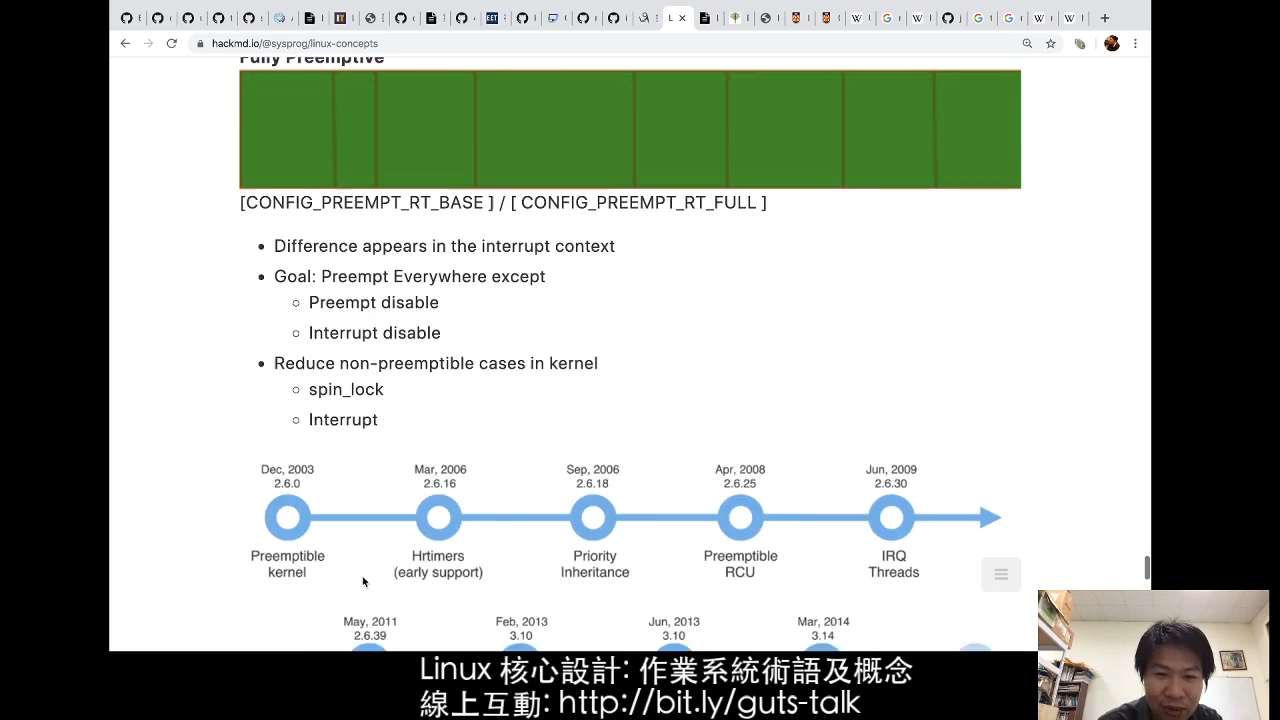 hackmd.io/@sysprog/linux-concepts
Fully Preemptive
[CONFIG_PREEMPT_RT_BASE ] / [ CONFIG_PREEMPT_RT_FULL ]
Difference appears in the interrupt context
Goal: Preempt Everywhere except
Preempt disable
Interrupt disable
Reduce non-preemptible cases in kernel
spin_lock
Interrupt
Dec, 2003
2.6.0
Mar, 2006
2.6.16
Sep, 2006
2.6.18
Apr, 2008
2.6.25
Jun, 2009
2.6.30
Preemptible
kernel
Hrtimers
(early support)
Priority
Inheritance
Preemptible
RCU
IRQ
Threads
May, 2011
2.6.39
Feb, 2013
3.10
Jun, 2013
3.10
Mar, 2014
3.14
Linux 核心設計: 作業系統術語及概念
線上互動: http://bit.ly/guts-talk